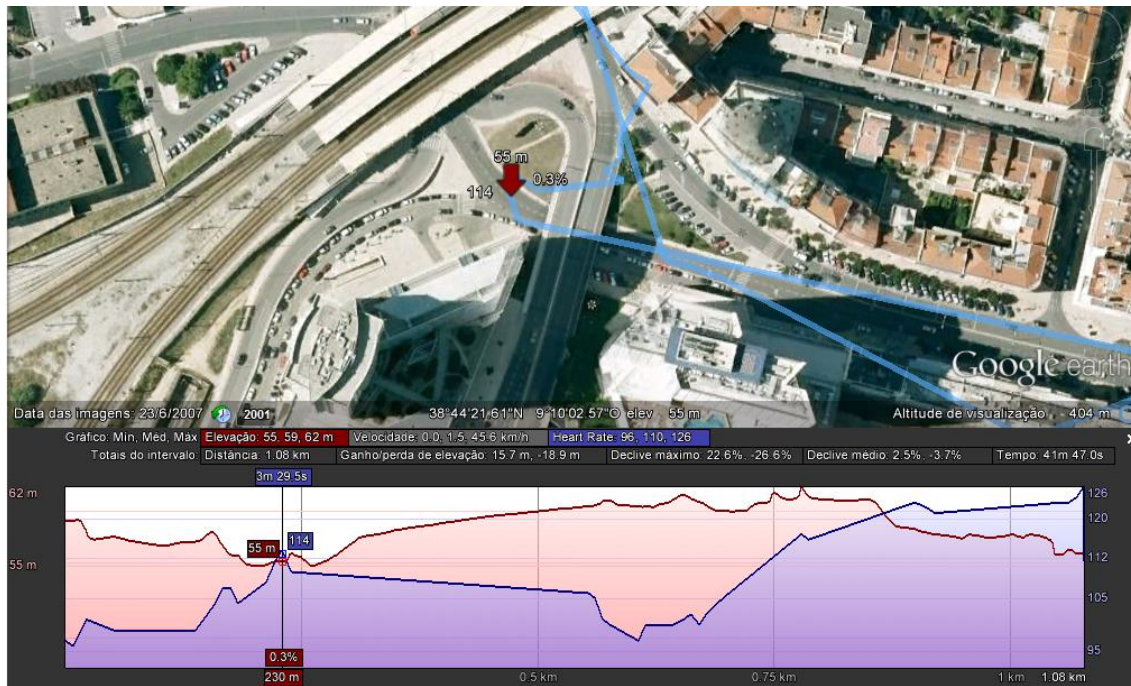 55 m
0.3%
114
Google earth
Data das imagens: 23/6/2007 2001 38°44'21.61"N 9°10'02.57"O elev 55 m Altitude de visualização 404 m
Gráfico: Mín, Méd, Máx Elevação: 55, 59, 62 m Velocidade: 0.0, 1.5, 45.6 km/h Heart Rate: 96, 110, 126
Totais do intervalo Distância: 1.08 km Ganho/perda de elevação: 15.7 m, -18.9 m Declive máximo: 22.6%, -26.6% Declive médio: 2.5%, -3.7% Tempo: 41m 47.0s
3m 29.5s
62 m 126
120
114
55 m
55 m 112
105
95
0.3%
230 m 0.5 km 0.75 km 1 km 1.08 km